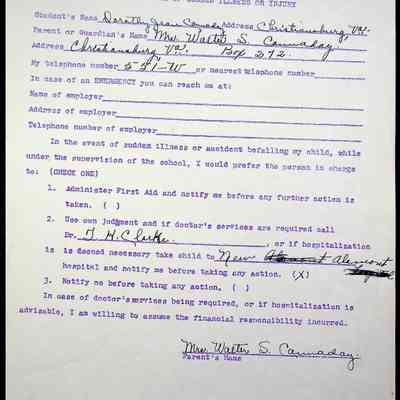 OF SUDDEN ILLNESS OR INJURY
Student's Name Dorothy Jean Cannaday Address Christiansburg, Va.
Parent or Guardian's Name Mrs. Walter S. Cannaday.
Address Christiansburg Va. Box 272.
My telephone number 551-W or nearest telephone number
In case of an EMERGENCY you can reach me at:
Name of employer
Address of employer
Telephone number of employer
In the event of sudden illness or accident befalling my child, while
under the supervision of the school, I would prefer the person in charge
to: (CHECK ONE)
1. Administer First Aid and notify me before any further action is
taken. ( )
2. Use own judgment and if doctor's services are required call
Dr. T. H. Clarke. , or if hospitalization
is deemed necessary take child to New Altamont
hospital and notify me before taking any action. (X)
3. Notify me before taking any action. ( )
In case of doctor's services being required, or if hospitalization is
advisable, I am willing to assume the financial responsibility incurred.
Mrs. Walter S. Cannaday.
Parent's Name